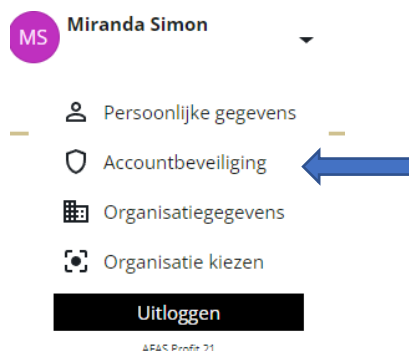 MS
Miranda Simon
Persoonlijke gegevens
Accountbeveiliging
Organisatiegegevens
Organisatie kiezen
Uitloggen
AFAS Profit 21